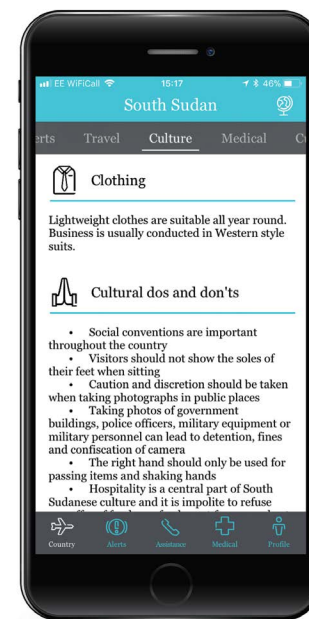 EE WiFiCall 15:17 46%
South Sudan
erts Travel Culture Medical
Clothing
Lightweight clothes are suitable all year round.
Business is usually conducted in Western style
suits.
Cultural dos and don'ts
• Social conventions are important
throughout the country
• Visitors should not show the soles of
their feet when sitting
• Caution and discretion should be taken
when taking photographs in public places
• Taking photos of government
buildings, police officers, military equipment or
military personnel can lead to detention, fines
and confiscation of camera
• The right hand should only be used for
passing items and shaking hands
• Hospitality is a central part of South
Sudanese culture and it is impolite to refuse
Country Alerts Assistance Medical Profile